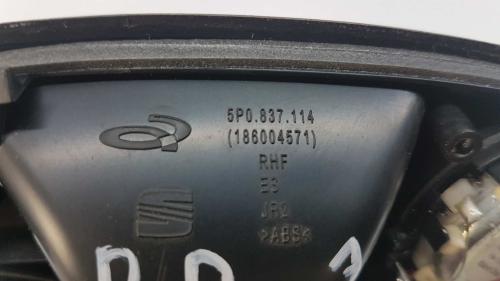 5P0.837.114
(186004571)
RHF
E3
JR2
>ABS<